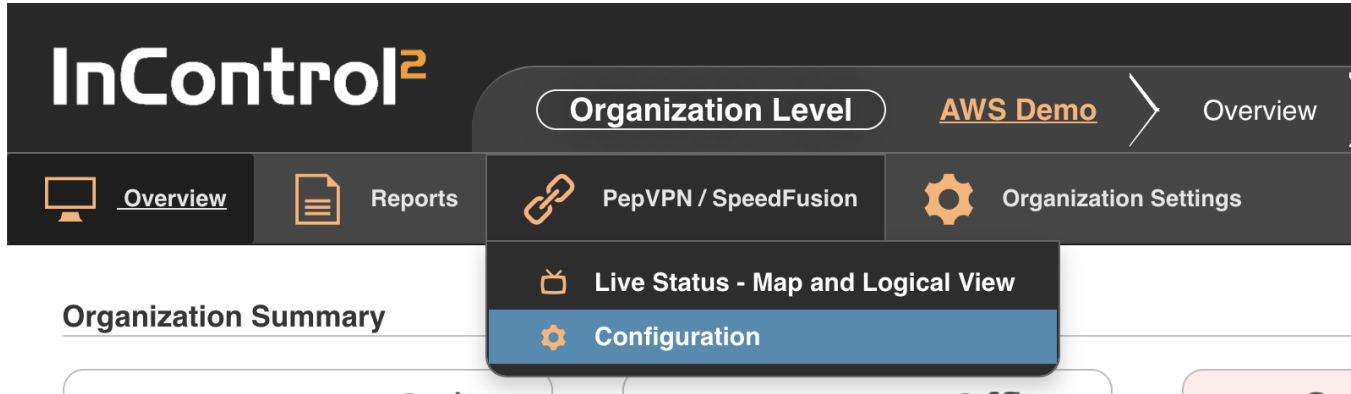 InControl²
Organization Level AWS Demo Overview
Overview Reports PepVPN / SpeedFusion Organization Settings
Live Status - Map and Logical View
Configuration
Organization Summary